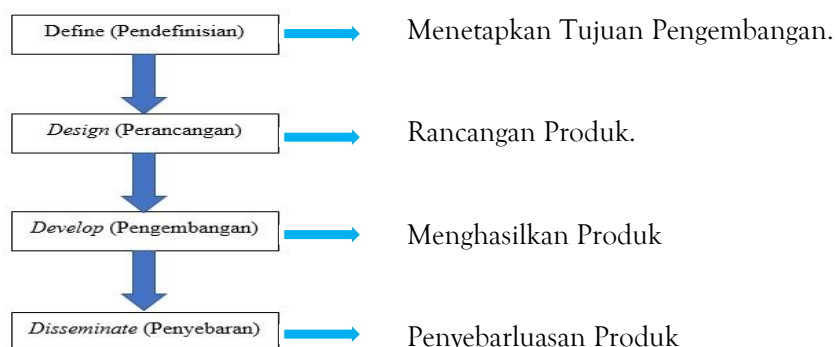 Define (Pendefinisian)
Menetapkan Tujuan Pengembangan.
Design (Perancangan)
Rancangan Produk.
Develop (Pengembangan)
Menghasilkan Produk
Disseminate (Penyebaran)
Penyebarluasan Produk